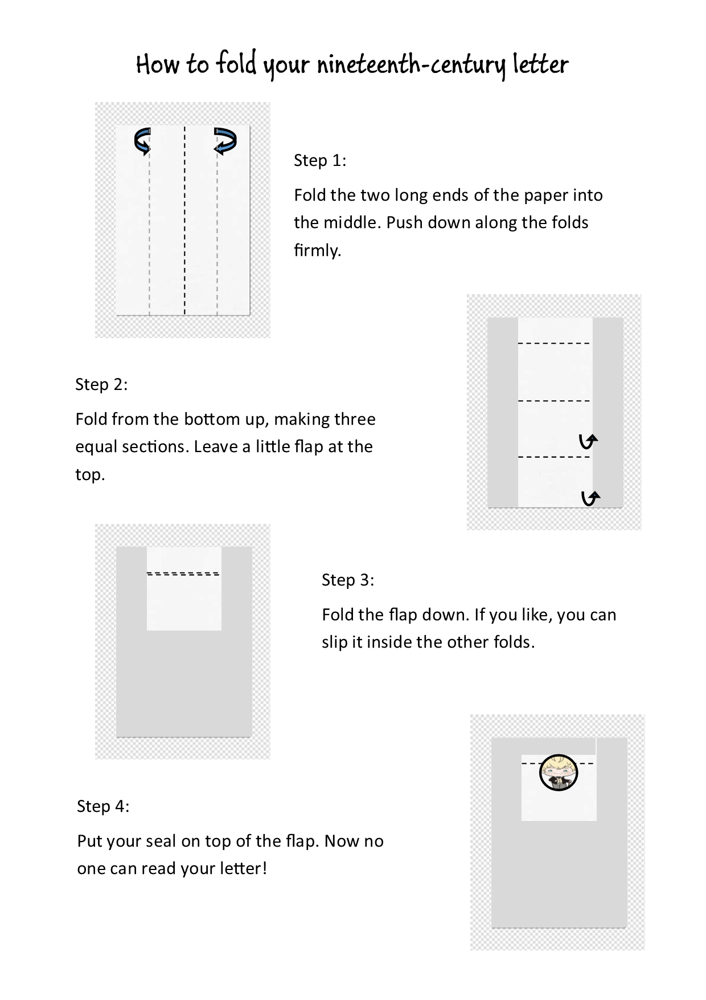 How to fold your nineteenth-century letter
Step 1:
Fold the two long ends of the paper into
the middle. Push down along the folds
firmly.
Step 2:
Fold from the bottom up, making three
equal sections. Leave a little flap at the
top.
Step 3:
Fold the flap down. If you like, you can
slip it inside the other folds.
Step 4:
Put your seal on top of the flap. Now no
one can read your letter!